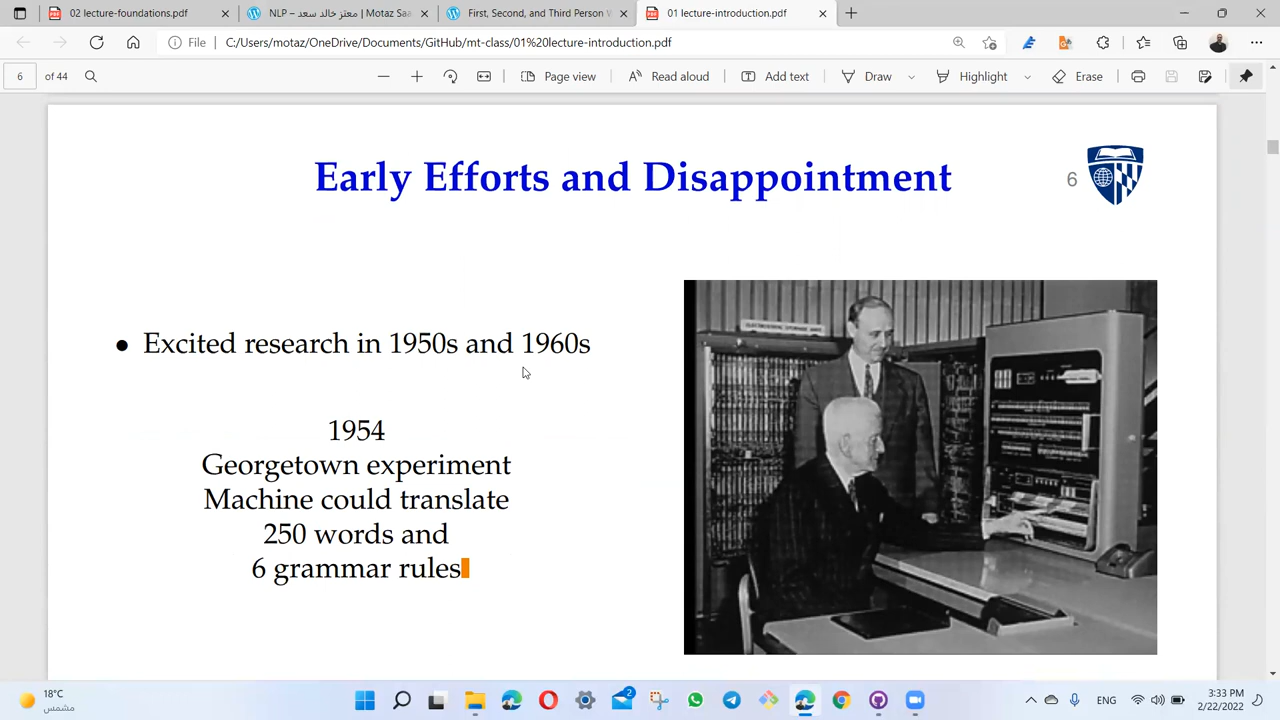 02 lecture-foundations.pdf
NLP – معتز خالد سعد | Motaz Saa
First, Second, and Third Person W
01 lecture-introduction.pdf
File
C:/Users/motaz/OneDrive/Documents/GitHub/mt-class/01%20lecture-introduction.pdf
6 of 44
Page view
Read aloud
Add text
Draw
Highlight
Erase
Early Efforts and Disappointment
6
• Excited research in 1950s and 1960s
1954
Georgetown experiment
Machine could translate
250 words and
6 grammar rules
18°C
مشمس
2
ENG
3:33 PM
2/22/2022